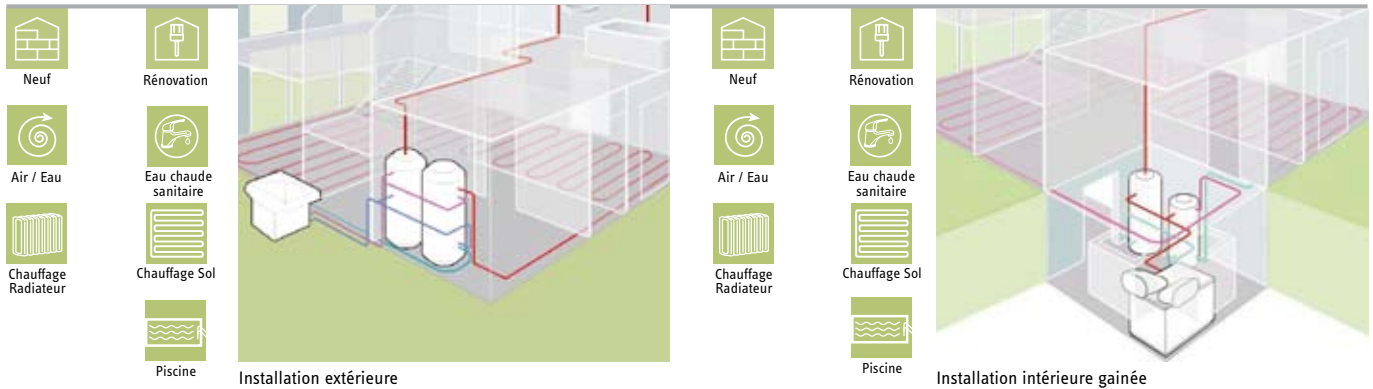 Neuf
Rénovation
Air / Eau
Eau chaude
sanitaire
Chauffage
Radiateur
Chauffage Sol
Piscine
Installation extérieure
Neuf
Rénovation
Air / Eau
Eau chaude
sanitaire
Chauffage
Radiateur
Chauffage Sol
Piscine
Installation intérieure gainée